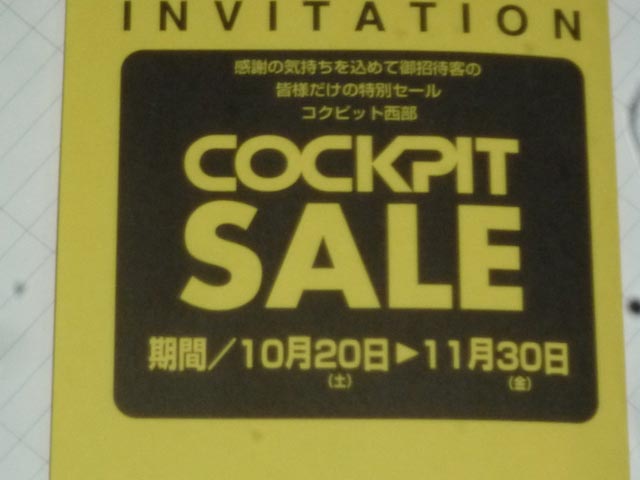 INVITATION
感謝の気持ちを込めて御招待客の
皆様だけの特別セール
コクピット西部
COCKPIT
SALE
期間／10月20日▶11月30日
(土) (金)